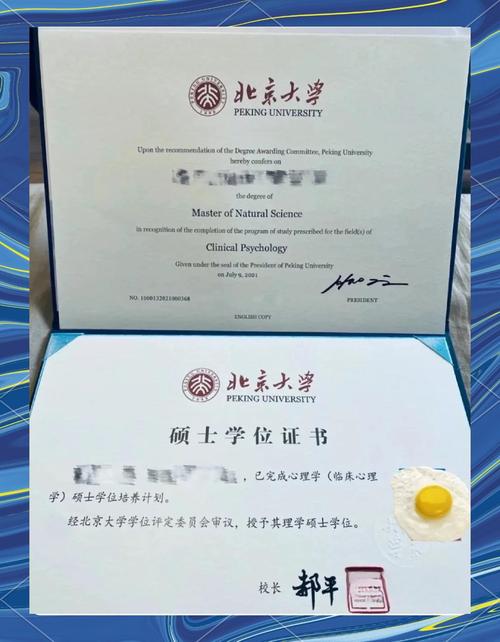 北京大学
PEKING UNIVERSITY
Upon the recommendation of the Degree Awarding Committee, Peking University
hereby confers on
the degree of
Master of Natural Science
in recognition of the completion of the program of study prescribed for the field(s) of
Clinical Psychology
Given under the seal of the President of Peking University
on July 9, 2021
NO. 1000132021000368
PRESIDENT
ENGLISH COPY
北京大学
PEKING UNIVERSITY
硕士学位证书
，已完成心理学（临床心理
学）硕士学位培养计划。
经北京大学学位评定委员会审议，授予其理学硕士学位。
校长 郝平